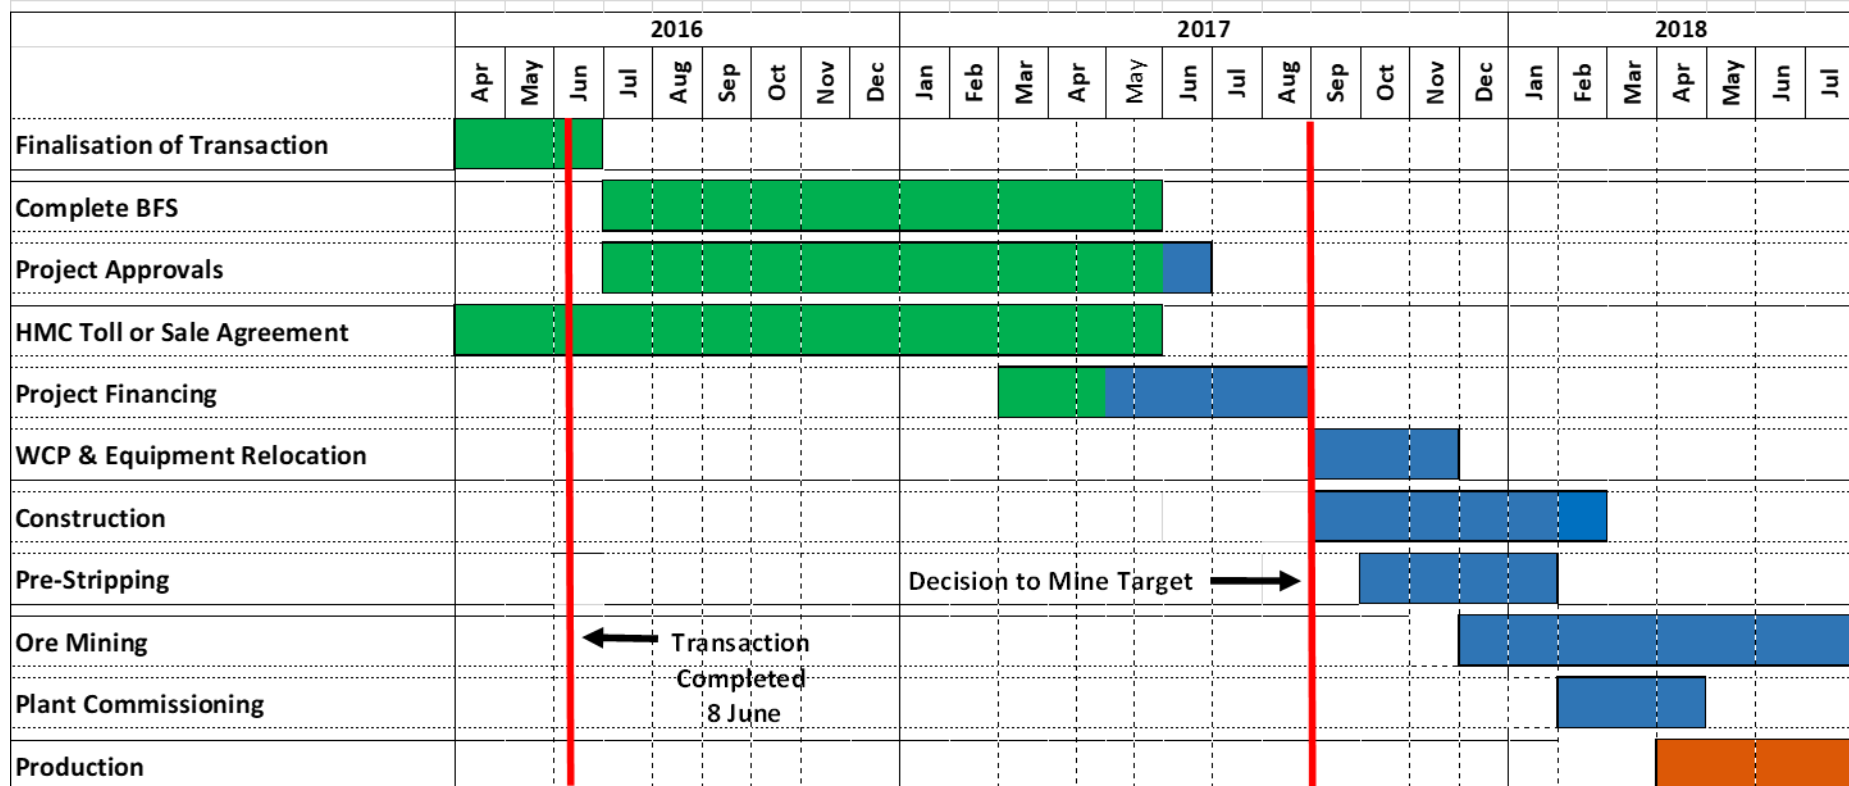 2016 2017 2018
Apr May Jun Jul Aug Sep Oct Nov Dec Jan Feb Mar Apr May Jun Jul Aug Sep Oct Nov Dec Jan Feb Mar Apr May Jun Jul
Finalisation of Transaction
Complete BFS
Project Approvals
HMC Toll or Sale Agreement
Project Financing
WCP & Equipment Relocation
Construction
Pre-Stripping
Decision to Mine Target
Ore Mining
Transaction
Completed
8 June
Plant Commissioning
Production